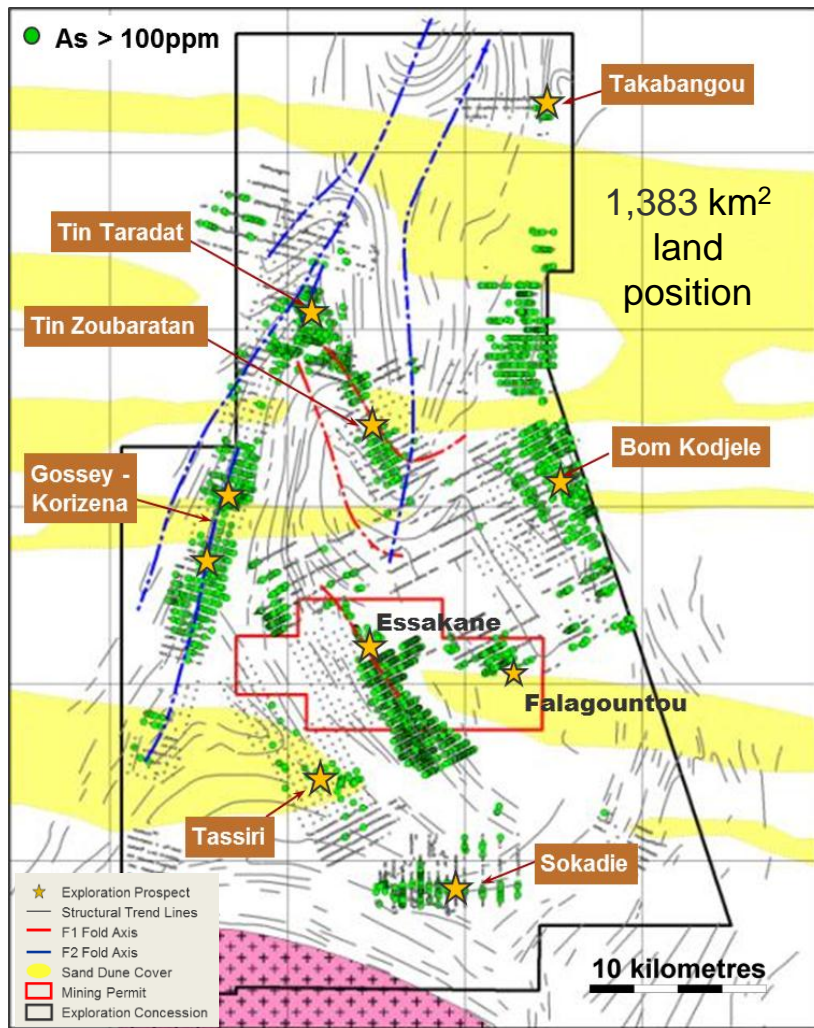 As > 100ppm
Takabangou
1,383 km²
land
position
Tin Taradat
Tin Zoubaratan
Bom Kodjele
Gossey -
Korizena
Essakane
Falagountou
Tassiri
Sokadie
Exploration Prospect
Structural Trend Lines
F1 Fold Axis
F2 Fold Axis
Sand Dune Cover
Mining Permit
Exploration Concession
10 kilometres